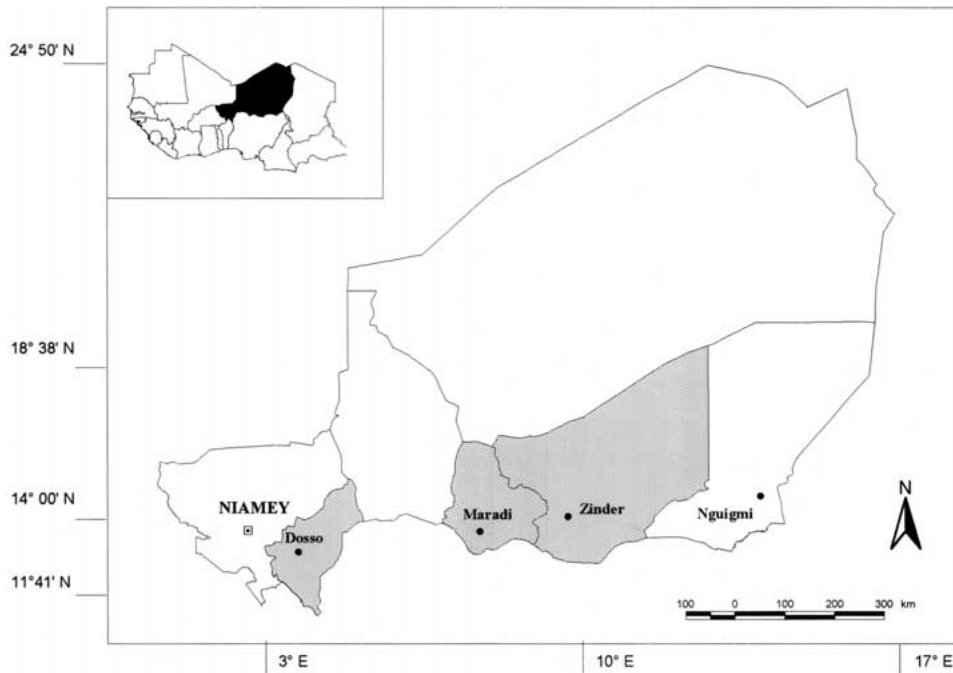 24° 50' N
18° 38' N
14° 00' N
11°41' N
NIAMEY
Dosso
Maradi
Zinder
Nguigmi
N
100 0 100 200 300 km
3° E
10° E
17° E